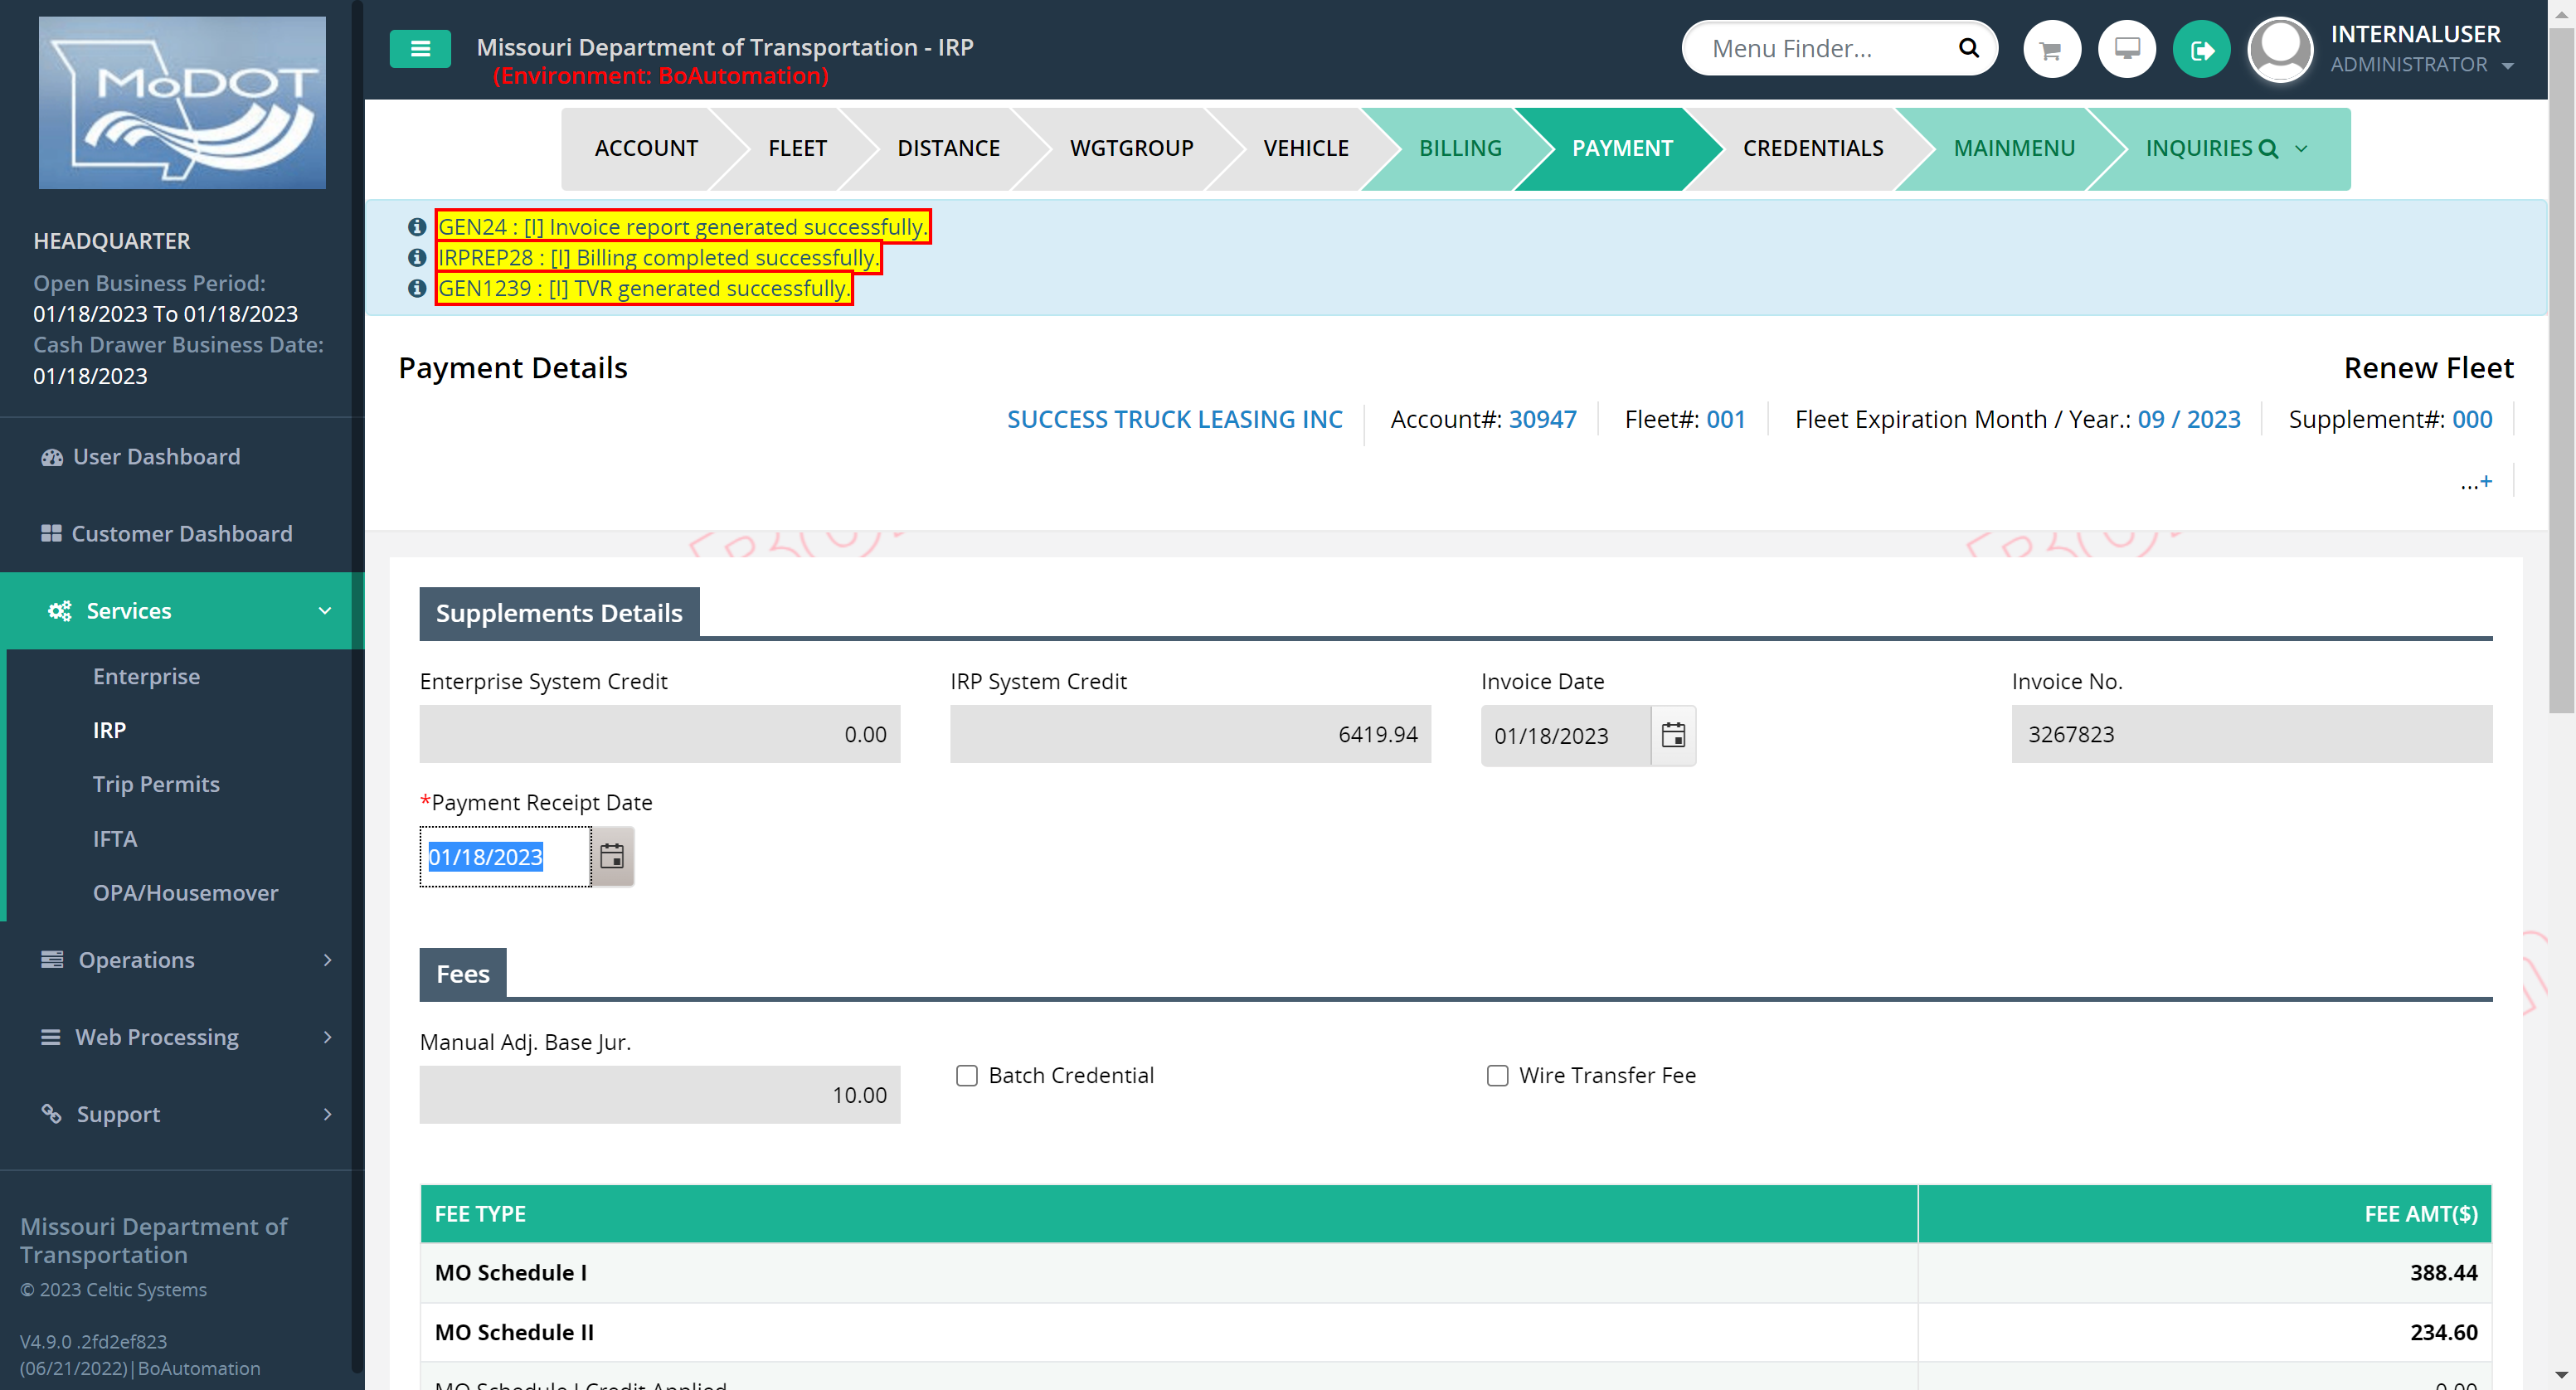 MoDOT
Missouri Department of Transportation - IRP
(Environment: BoAutomation)
Menu Finder...
INTERNALUSER
ADMINISTRATOR
HEADQUARTER
Open Business Period:
01/18/2023 To 01/18/2023
Cash Drawer Business Date:
01/18/2023
User Dashboard
Customer Dashboard
Services
Enterprise
IRP
Trip Permits
IFTA
OPA/Housemover
Operations
Web Processing
Support
Missouri Department of
Transportation
© 2023 Celtic Systems
V4.9.0 .2fd2ef823
(06/21/2022)|BoAutomation
ACCOUNT
FLEET
DISTANCE
WGTGROUP
VEHICLE
BILLING
PAYMENT
CREDENTIALS
MAINMENU
INQUIRIES
GEN24 : [I] Invoice report generated successfully.
IRPREP28 : [I] Billing completed successfully.
GEN1239 : [I] TVR generated successfully.
Payment Details
Renew Fleet
SUCCESS TRUCK LEASING INC
Account#: 30947
Fleet#: 001
Fleet Expiration Month / Year.: 09 / 2023
Supplement#: 000
...+
Supplements Details
Enterprise System Credit
0.00
IRP System Credit
6419.94
Invoice Date
01/18/2023
Invoice No.
3267823
*Payment Receipt Date
01/18/2023
Fees
Manual Adj. Base Jur.
10.00
Batch Credential
Wire Transfer Fee
FEE TYPE
FEE AMT($)
MO Schedule I
388.44
MO Schedule II
234.60
MO Schedule I Credit Applied
0.00